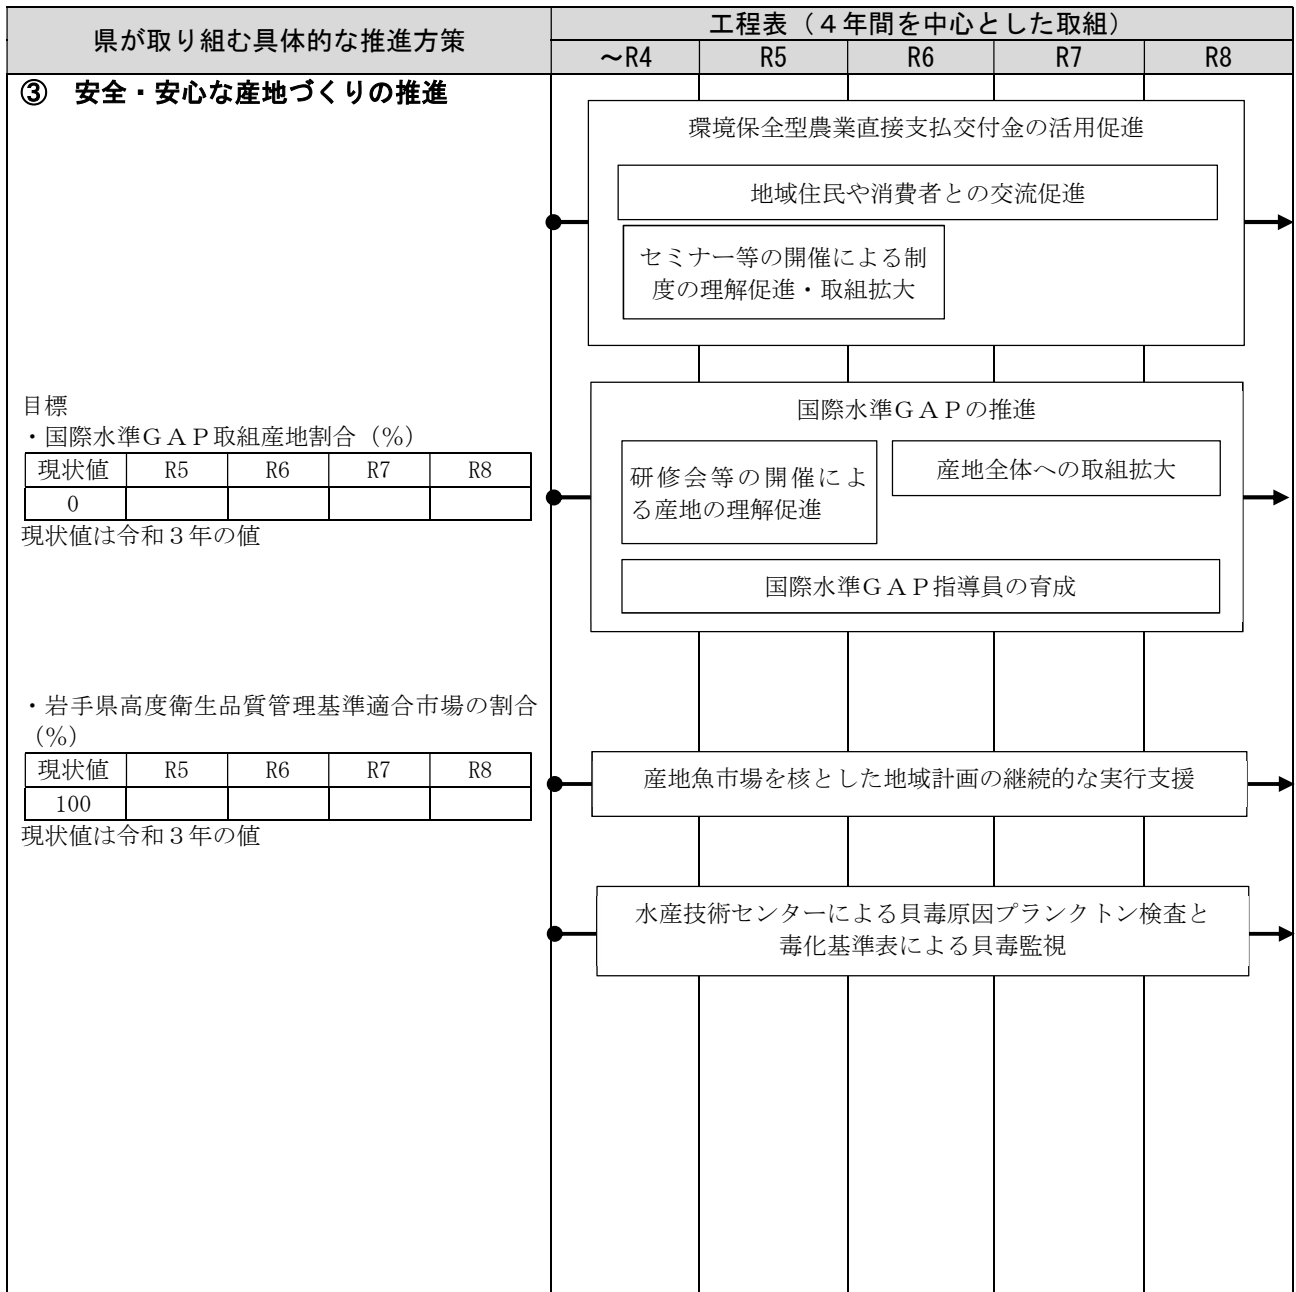 県が取り組む具体的な推進方策
工程表（４年間を中心とした取組）
～R4 R5 R6 R7 R8
③　安全・安心な産地づくりの推進
環境保全型農業直接支払交付金の活用促進
地域住民や消費者との交流促進
セミナー等の開催による制
度の理解促進・取組拡大
目標
・国際水準ＧＡＰ取組産地割合（％）
現状値 R5 R6 R7 R8
0
現状値は令和３年の値
国際水準ＧＡＰの推進
研修会等の開催によ
る産地の理解促進
産地全体への取組拡大
国際水準ＧＡＰ指導員の育成
・岩手県高度衛生品質管理基準適合市場の割合
（％）
現状値 R5 R6 R7 R8
100
現状値は令和３年の値
産地魚市場を核とした地域計画の継続的な実行支援
水産技術センターによる貝毒原因プランクトン検査と
毒化基準表による貝毒監視